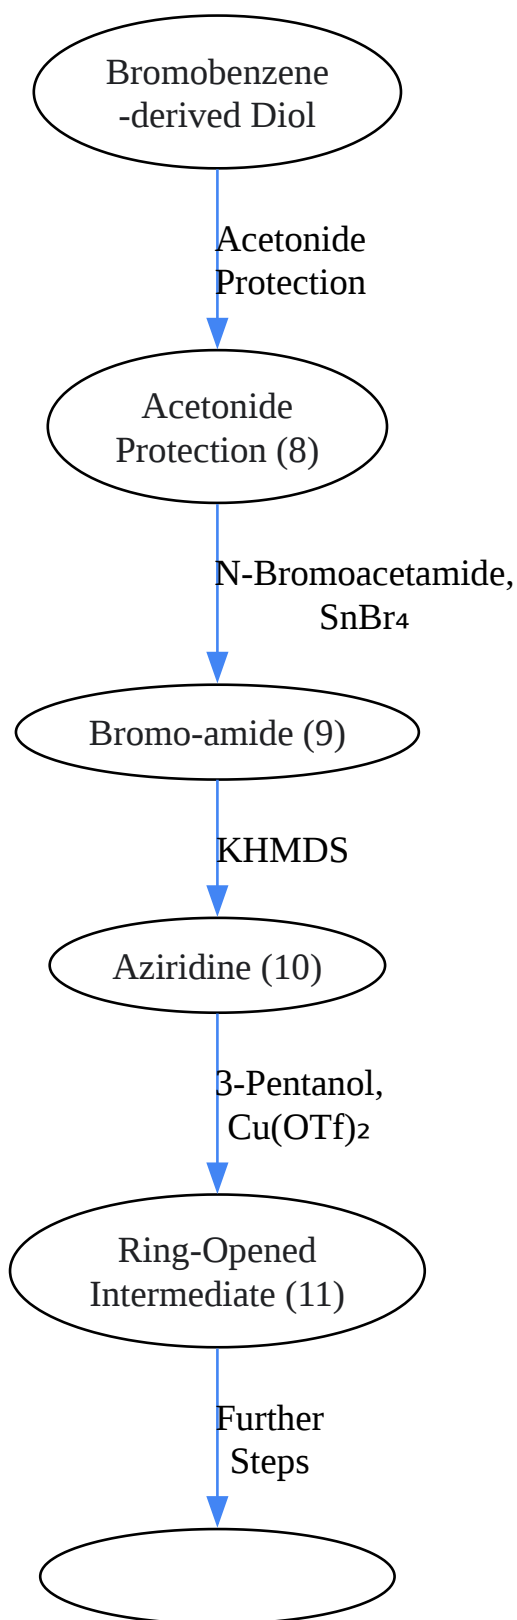 Bromobenzene
-derived Diol
Acetonide
Protection
Acetonide
Protection (8)
N-Bromoacetamide,
SnBr₄
Bromo-amide (9)
KHMDS
Aziridine (10)
3-Pentanol,
Cu(OTf)₂
Ring-Opened
Intermediate (11)
Further
Steps